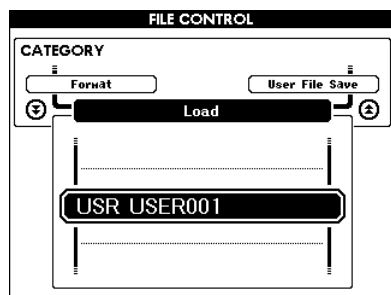 FILE CONTROL
CATEGORY
Format
User File Save
Load
USR USER001